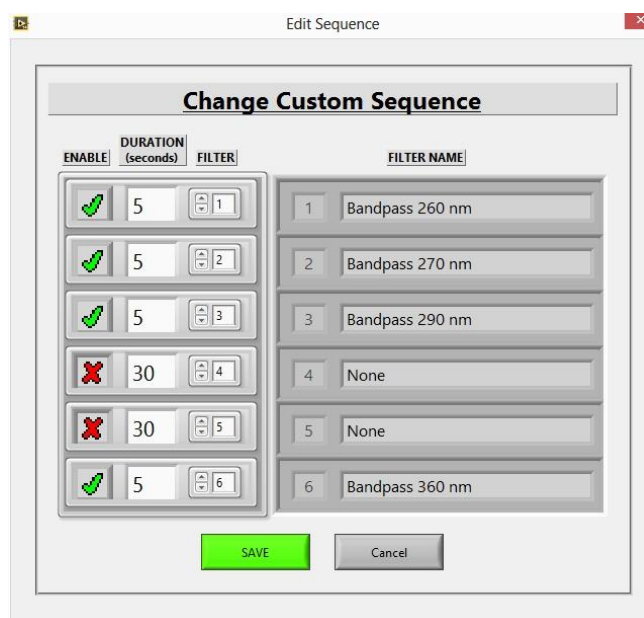 Edit Sequence
Change Custom Sequence
ENABLE DURATION (seconds) FILTER FILTER NAME
5 1 1 Bandpass 260 nm
5 2 2 Bandpass 270 nm
5 3 3 Bandpass 290 nm
30 4 4 None
30 5 5 None
5 6 6 Bandpass 360 nm
SAVE Cancel